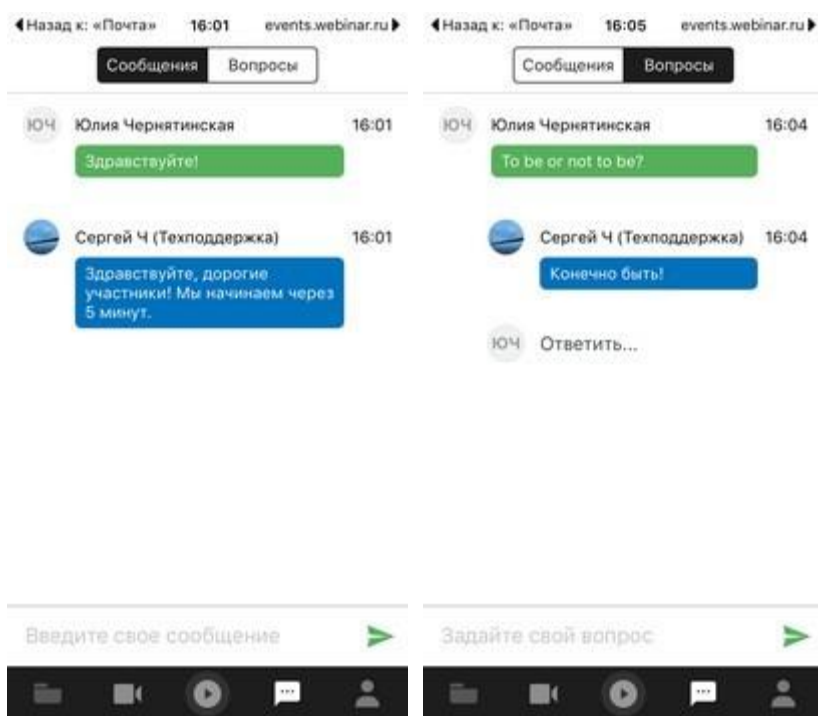 Назад к: «Почта» 16:01 events.webinar.ru
Сообщения Вопросы
ЮЧ Юлия Чернятинская 16:01
Здравствуйте!
Сергей Ч (Техподдержка) 16:01
Здравствуйте, дорогие
участники! Мы начинаем через
5 минут.
Введите свое сообщение
Назад к: «Почта» 16:05 events.webinar.ru
Сообщения Вопросы
ЮЧ Юлия Чернятинская 16:04
To be or not to be?
Сергей Ч (Техподдержка) 16:04
Конечно быть!
ЮЧ Ответить...
Задайте свой вопрос